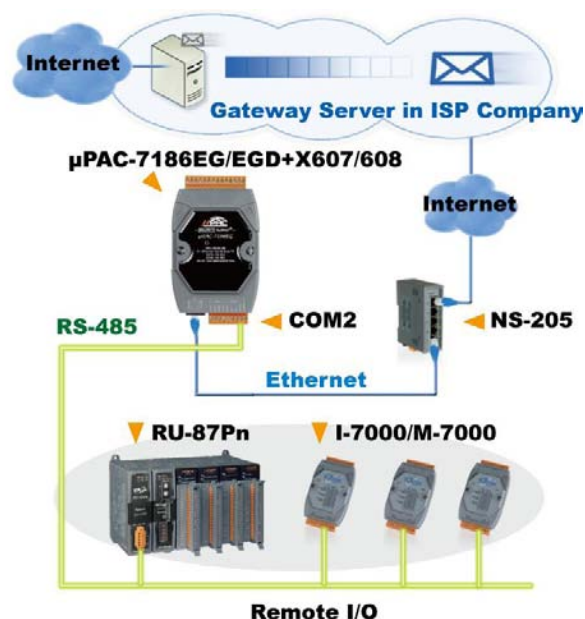 Internet
Gateway Server in ISP Company
μPAC-7186EG/EGD+X607/608
Internet
RS-485
COM2
NS-205
Ethernet
RU-87Pn
I-7000/M-7000
Remote I/O